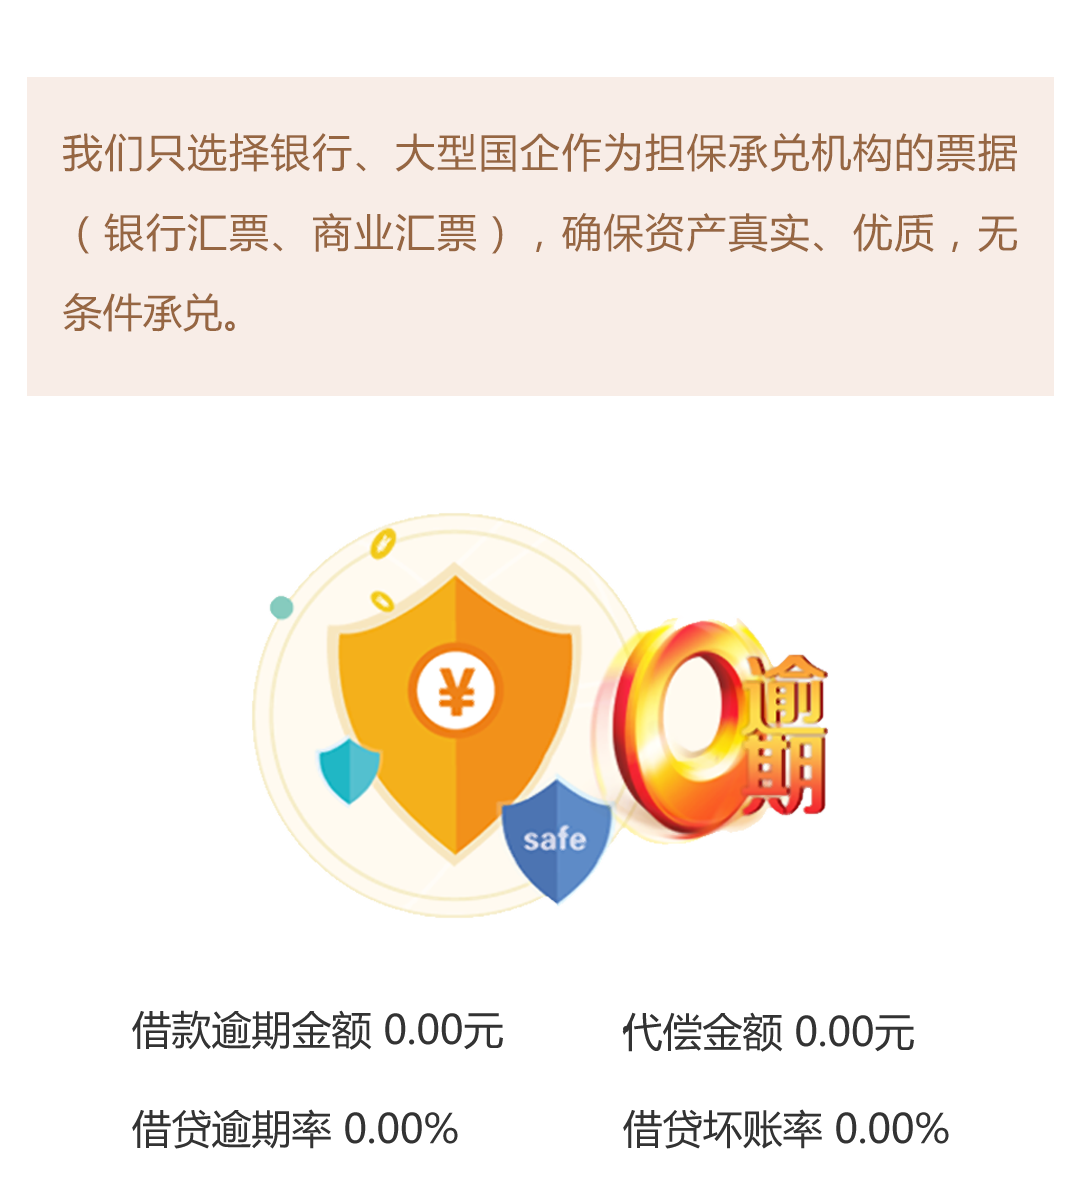 我们只选择银行、大型国企作为担保承兑机构的票据
（银行汇票、商业汇票），确保资产真实、优质，无
条件承兑。
¥
0逾期
safe
借款逾期金额 0.00元
代偿金额 0.00元
借贷逾期率 0.00%
借贷坏账率 0.00%